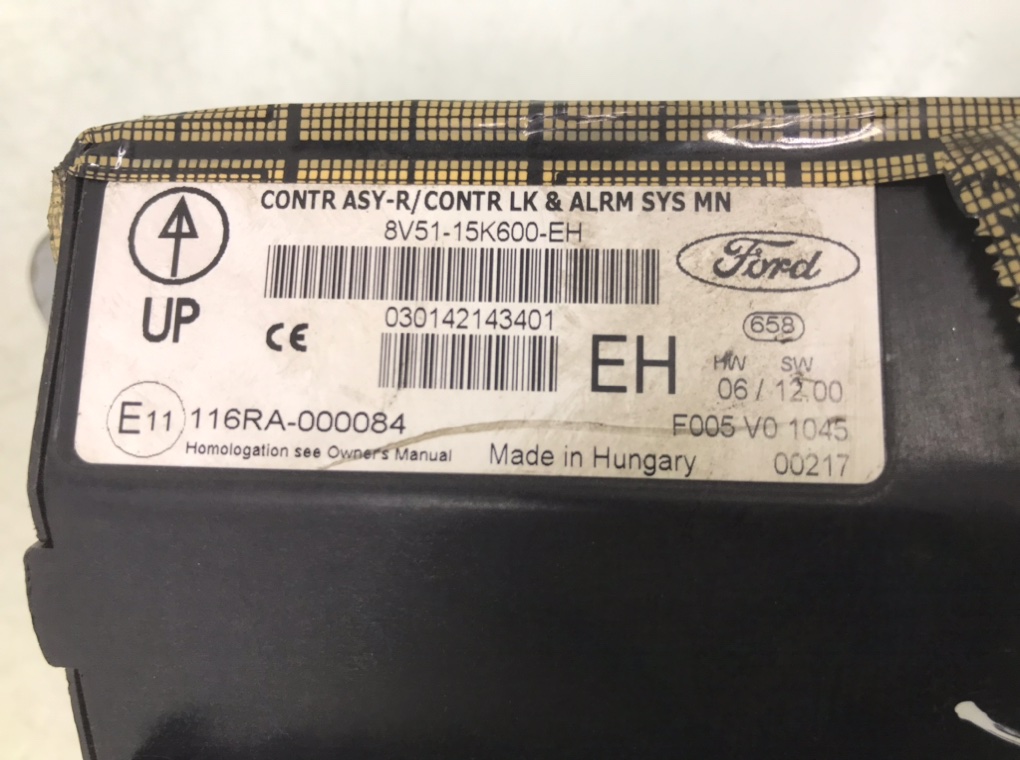 CONTR ASY-R/CONTR LK & ALRM SYS MN
8V51-15K600-EH
Ford
UP
CE
030142143401
EH
658
HW SW
06 / 12.00
E11 116RA-000084
F005 V0 1045
Homologation see Owners Manual
Made in Hungary
00217